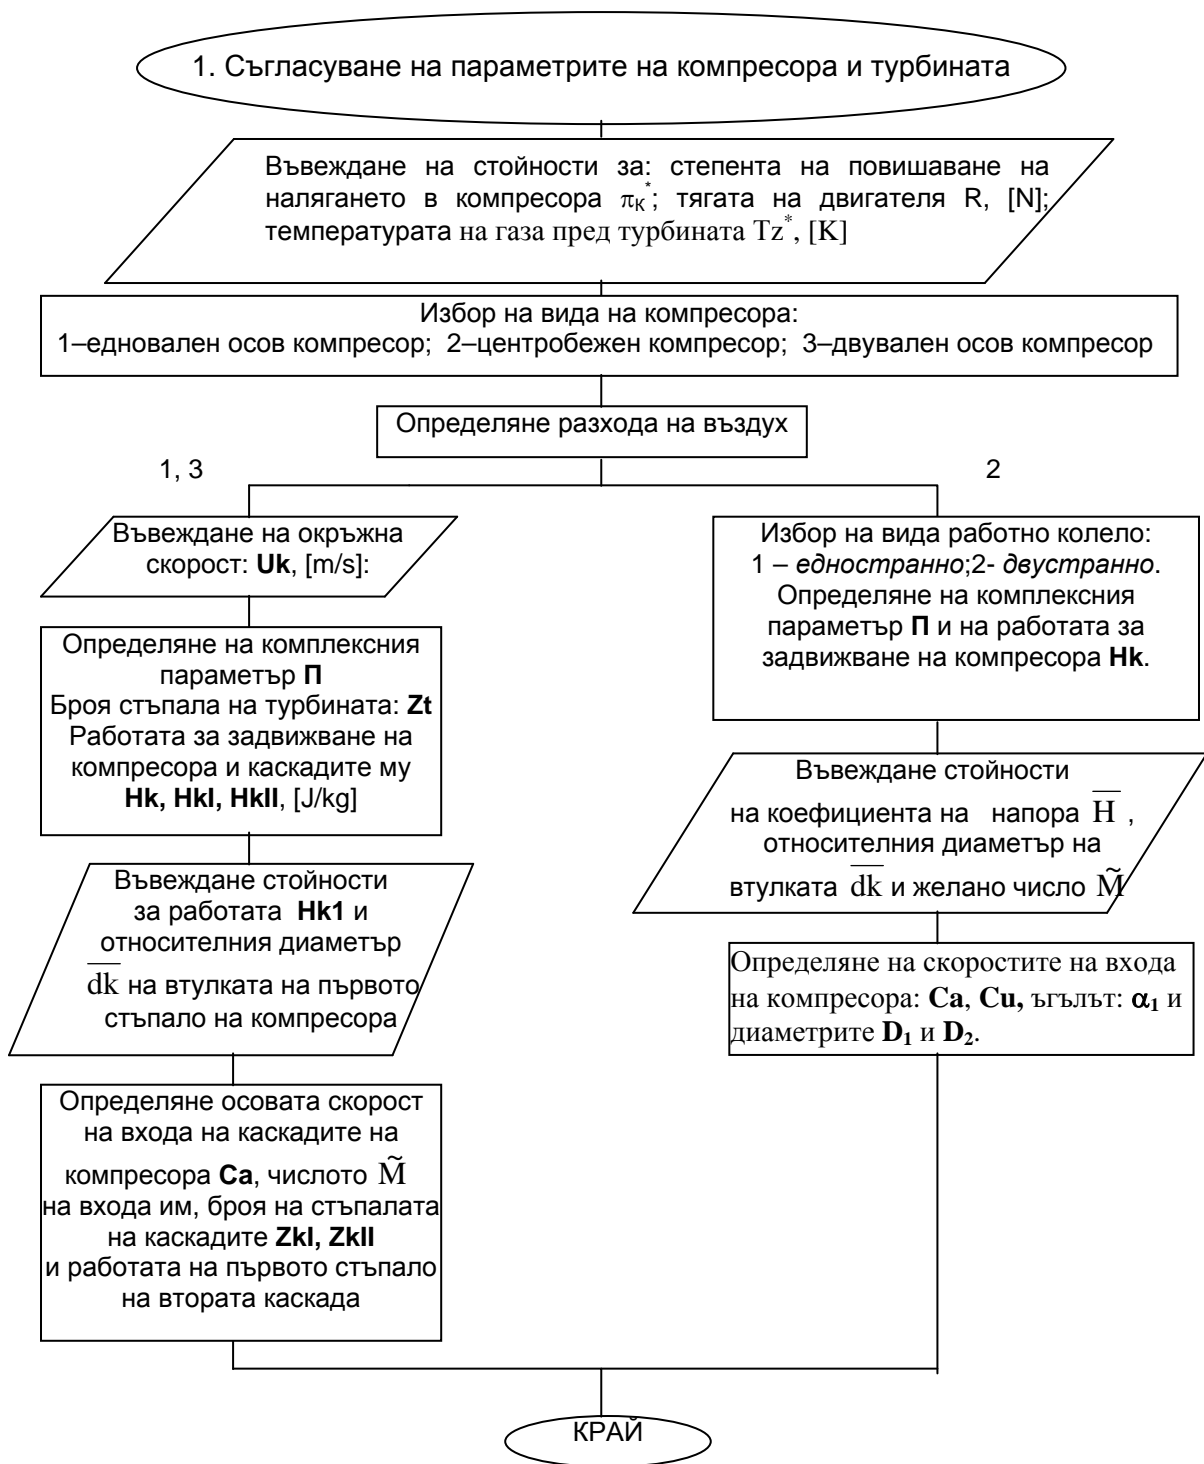 1. Съгласуване на параметрите на компресора и турбината
Въвеждане на стойности за: степента на повишаване на
налягането в компресора πк*; тягата на двигателя R, [N];
температурата на газа пред турбината Tz*, [K]
Избор на вида на компресора:
1–едновален осов компресор; 2–центробежен компресор; 3–двувален осов компресор
Определяне разхода на въздух
1, 3
2
Въвеждане на окръжна
скорост: Uk, [m/s]:
Определяне на комплексния
параметър П
Броя стъпала на турбината: Zt
Работата за задвижване на
компресора и каскадите му
Hk, HkI, HkII, [J/kg]
Въвеждане стойности
за работата Hk1 и
относителния диаметър
d̅k̅ на втулката на първото
стъпало на компресора
Определяне осовата скорост
на входа на каскадите на
компресора Ca, числото M̃
на входа им, броя на стъпалата
на каскадите ZkI, ZkII
и работата на първото стъпало
на втората каскада
Избор на вида работно колело:
1 – едностранно;2- двустранно.
Определяне на комплексния
параметър П и на работата за
задвижване на компресора Hk.
Въвеждане стойности
на коефициента на напора H̅ ,
относителния диаметър на
втулката d̅k̅ и желано число M̃
Определяне на скоростите на входа
на компресора: Ca, Cu, ъгълът: α₁ и
диаметрите D₁ и D₂.
КРАЙ